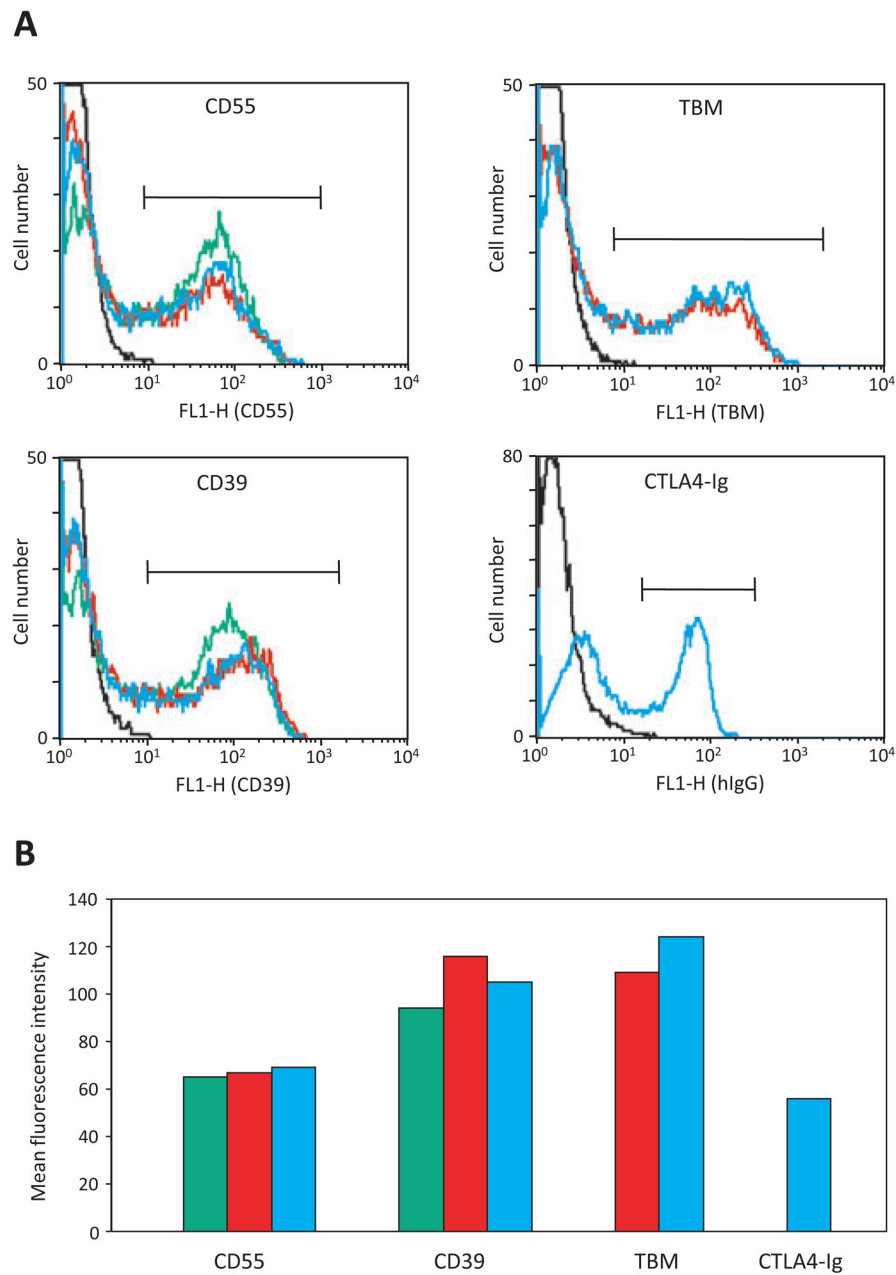 A
50
CD55
Cell number
0
10⁰ 10¹ 10² 10³ 10⁴
FL1-H (CD55)
50
TBM
Cell number
0
10⁰ 10¹ 10² 10³ 10⁴
FL1-H (TBM)
50
CD39
Cell number
0
10⁰ 10¹ 10² 10³ 10⁴
FL1-H (CD39)
80
CTLA4-Ig
Cell number
0
10⁰ 10¹ 10² 10³ 10⁴
FL1-H (hIgG)
B
Mean fluorescence intensity
140
120
100
80
60
40
20
0
CD55 CD39 TBM CTLA4-Ig